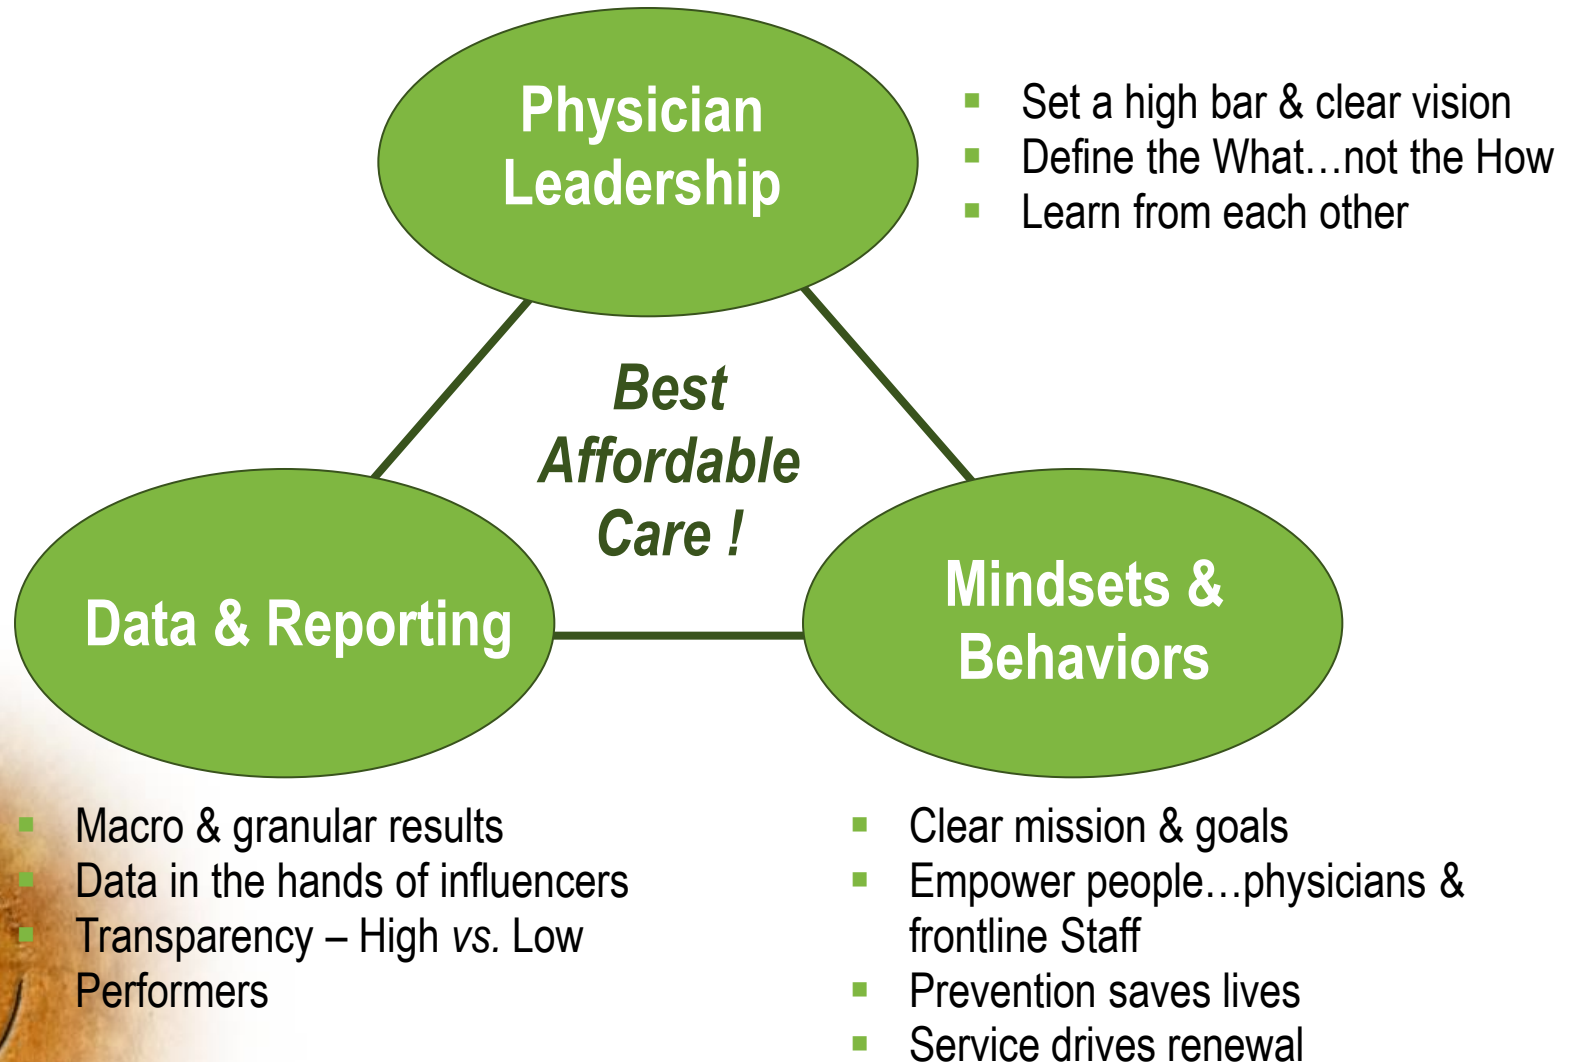 Physician
Leadership
▪ Set a high bar & clear vision
▪ Define the What…not the How
▪ Learn from each other
Best
Affordable
Care !
Data & Reporting
Mindsets &
Behaviors
▪ Macro & granular results
▪ Data in the hands of influencers
▪ Transparency – High vs. Low
Performers
▪ Clear mission & goals
▪ Empower people…physicians &
frontline Staff
▪ Prevention saves lives
▪ Service drives renewal